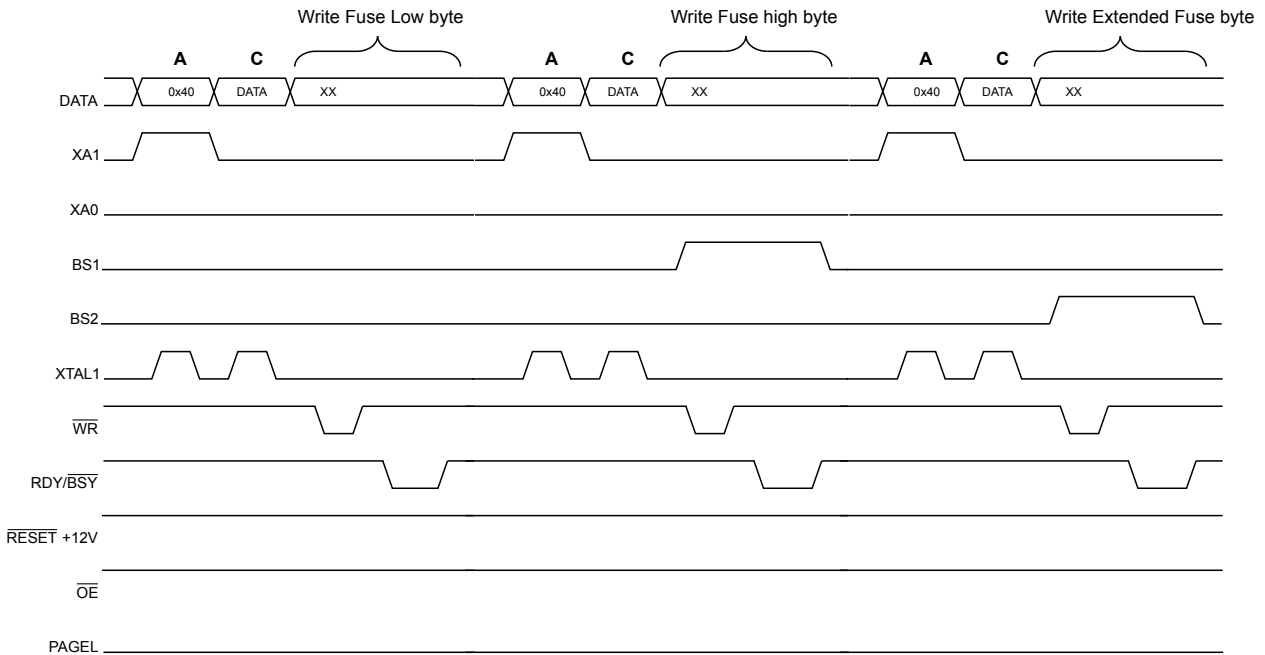 Write Fuse Low byte Write Fuse high byte Write Extended Fuse byte
A C A C A C
DATA 0x40 DATA XX 0x40 DATA XX 0x40 DATA XX
XA1
XA0
BS1
BS2
XTAL1
WR
RDY/BSY
RESET +12V
OE
PAGEL